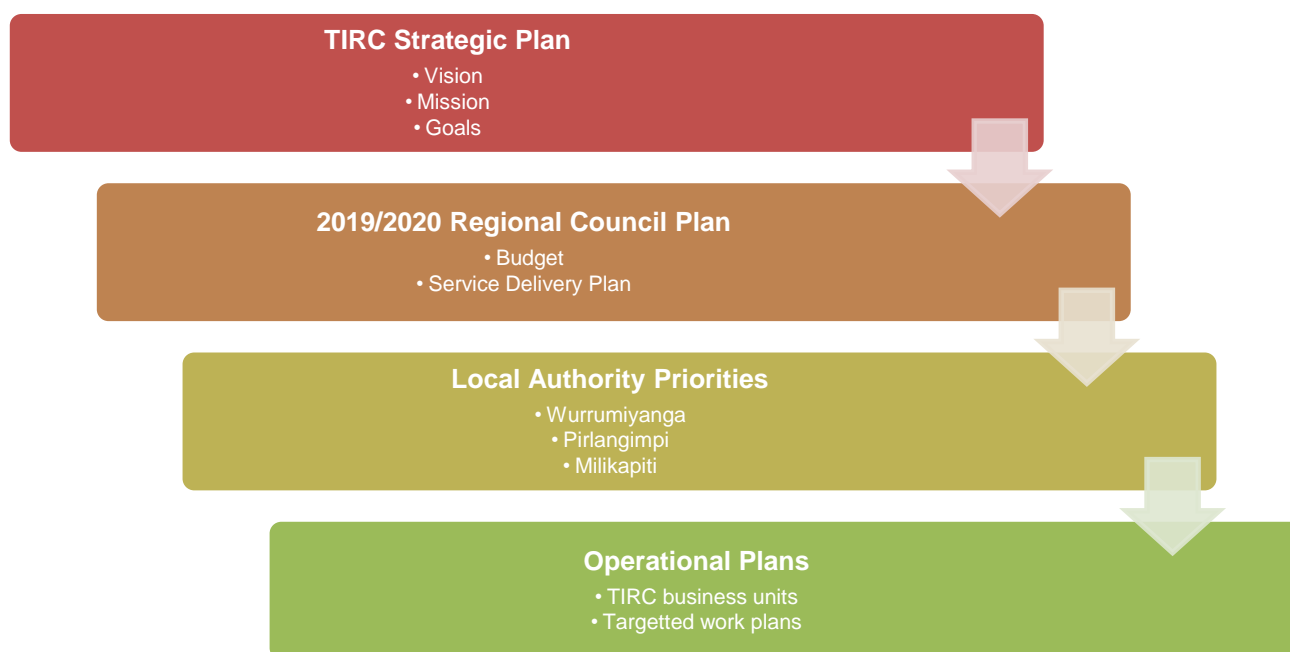 TIRC Strategic Plan
• Vision
• Mission
• Goals
2019/2020 Regional Council Plan
• Budget
• Service Delivery Plan
Local Authority Priorities
• Wurrumiyanga
• Pirlangimpi
• Milikapiti
Operational Plans
• TIRC business units
• Targetted work plans